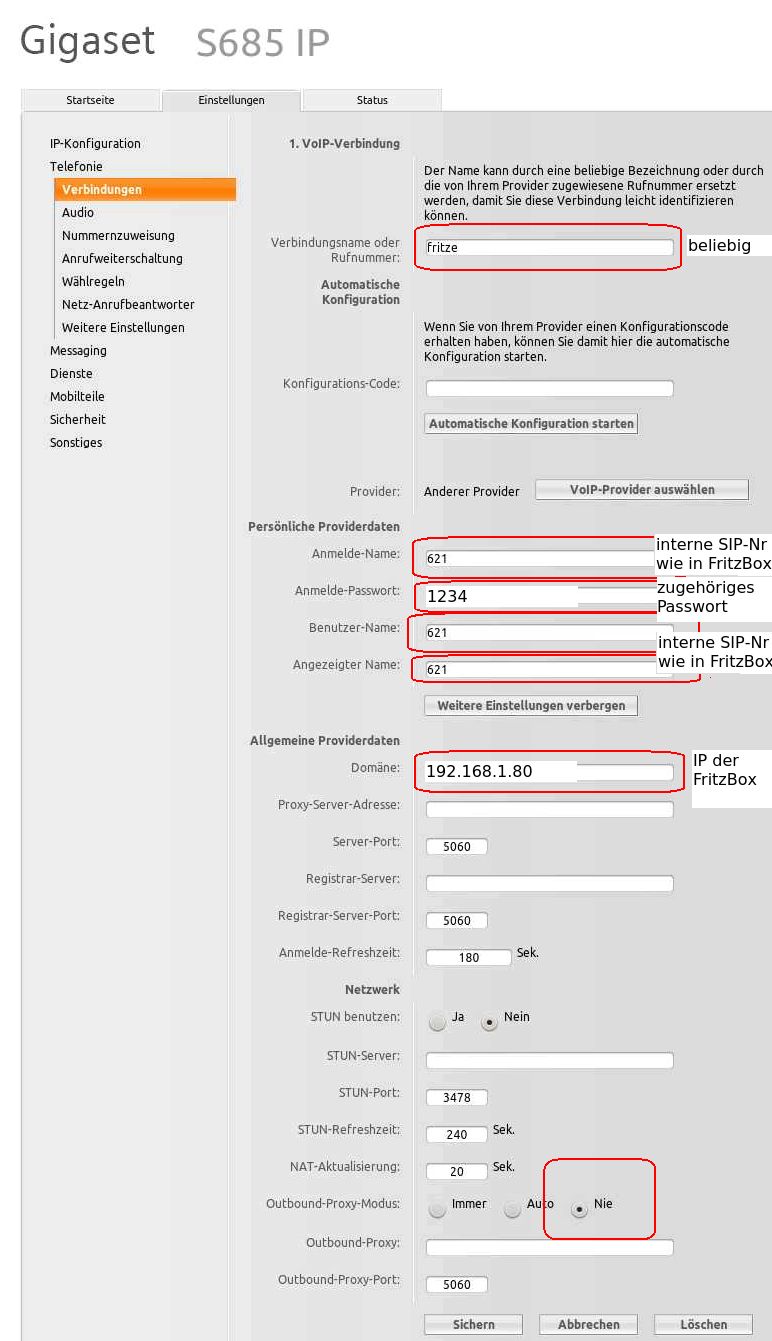 Gigaset S685 IP
Startseite Einstellungen Status
IP-Konfiguration
Telefonie
Verbindungen
Audio
Nummernzuweisung
Anrufweiterschaltung
Wählregeln
Netz-Anrufbeantworter
Weitere Einstellungen
Messaging
Dienste
Mobilteile
Sicherheit
Sonstiges
1. VoIP-Verbindung
Der Name kann durch eine beliebige Bezeichnung oder durch
die von Ihrem Provider zugewiesene Rufnummer ersetzt
werden, damit Sie diese Verbindung leicht identifizieren
können.
Verbindungsname oder
Rufnummer:
fritze
beliebig
Automatische
Konfiguration
Wenn Sie von Ihrem Provider einen Konfigurationscode
erhalten haben, können Sie damit hier die automatische
Konfiguration starten.
Konfigurations-Code:
Automatische Konfiguration starten
Provider: Anderer Provider VoIP-Provider auswählen
Persönliche Providerdaten
Anmelde-Name: 621
interne SIP-Nr
wie in FritzBox
Anmelde-Passwort: 1234
zugehöriges
Passwort
Benutzer-Name: 621
interne SIP-Nr
wie in FritzBox
Angezeigter Name: 621
Weitere Einstellungen verbergen
Allgemeine Providerdaten
Domäne: 192.168.1.80
IP der
FritzBox
Proxy-Server-Adresse:
Server-Port: 5060
Registrar-Server:
Registrar-Server-Port: 5060
Anmelde-Refreshzeit: 180 Sek.
Netzwerk
STUN benutzen: Ja Nein
STUN-Server:
STUN-Port: 3478
STUN-Refreshzeit: 240 Sek.
NAT-Aktualisierung: 20 Sek.
Outbound-Proxy-Modus: Immer Auto Nie
Outbound-Proxy:
Outbound-Proxy-Port: 5060
Sichern Abbrechen Löschen